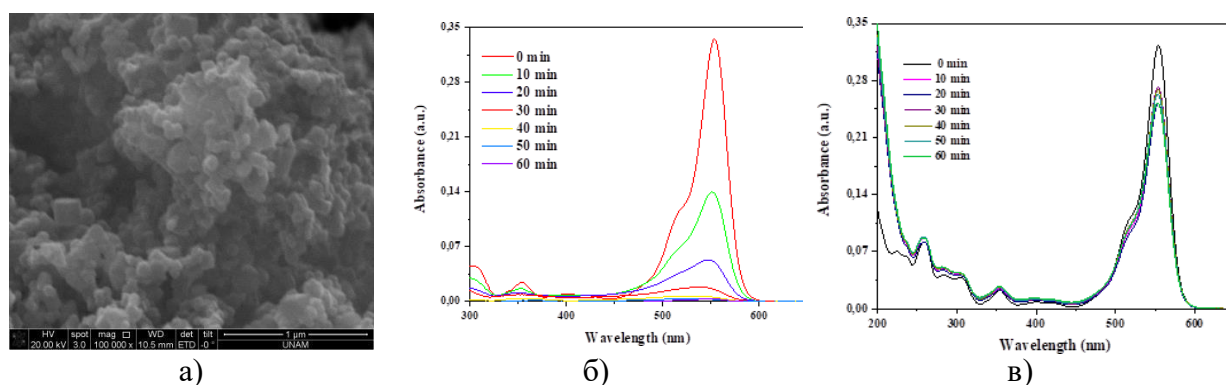 HV spot mag □ WD det tilt
20.00 kV 3.0 100 000 x 10.5 mm ETD -0 ° 1 µm UNAM
а)
0,35
0,28
0,21
0,14
0,07
0,00
Absorbance (a.u.)
0 min
10 min
20 min
30 min
40 min
50 min
60 min
300 400 500 600
Wavelength (nm)
б)
0,35
0,28
0,21
0,14
0,07
0,00
Absorbance (a.u.)
0 min
10 min
20 min
30 min
40 min
50 min
60 min
200 300 400 500 600
Wavelength (nm)
в)